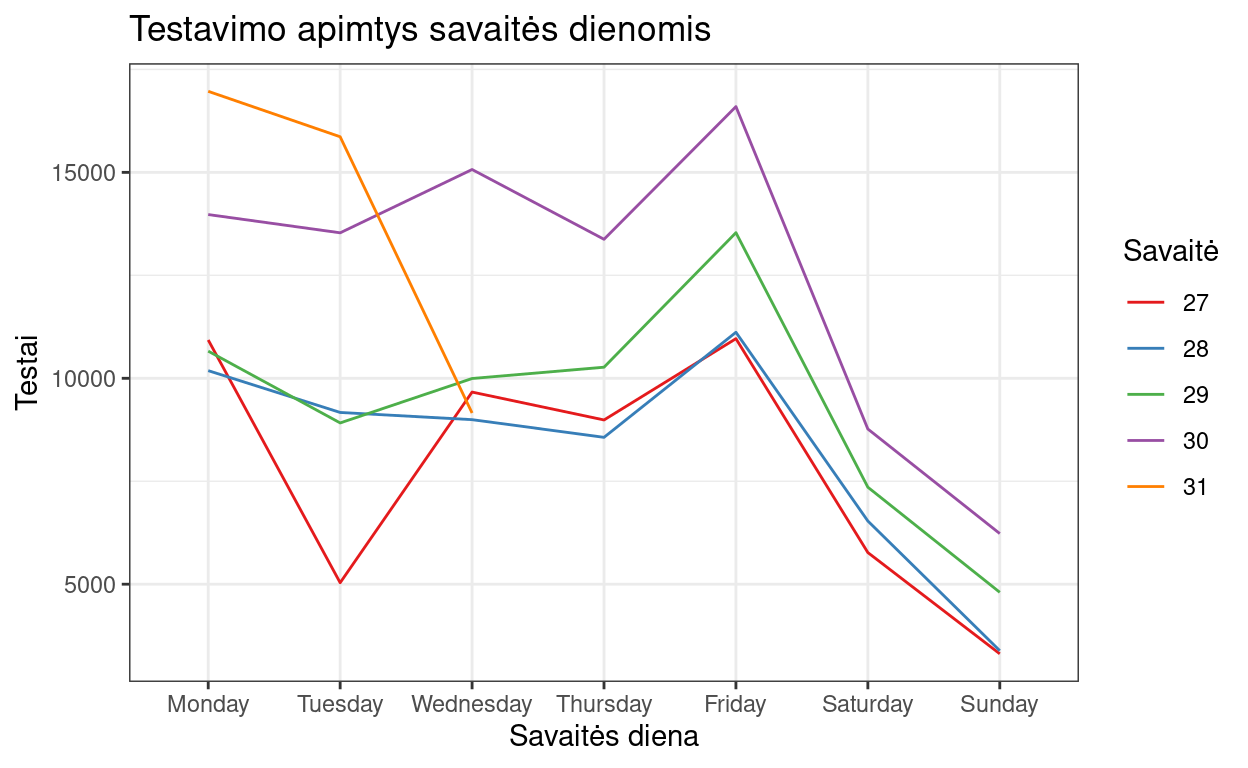 Testavimo apimtys savaitės dienomis
Testai
15000
10000
5000
Monday Tuesday Wednesday Thursday Friday Saturday Sunday
Savaitės diena
Savaitė
27
28
29
30
31